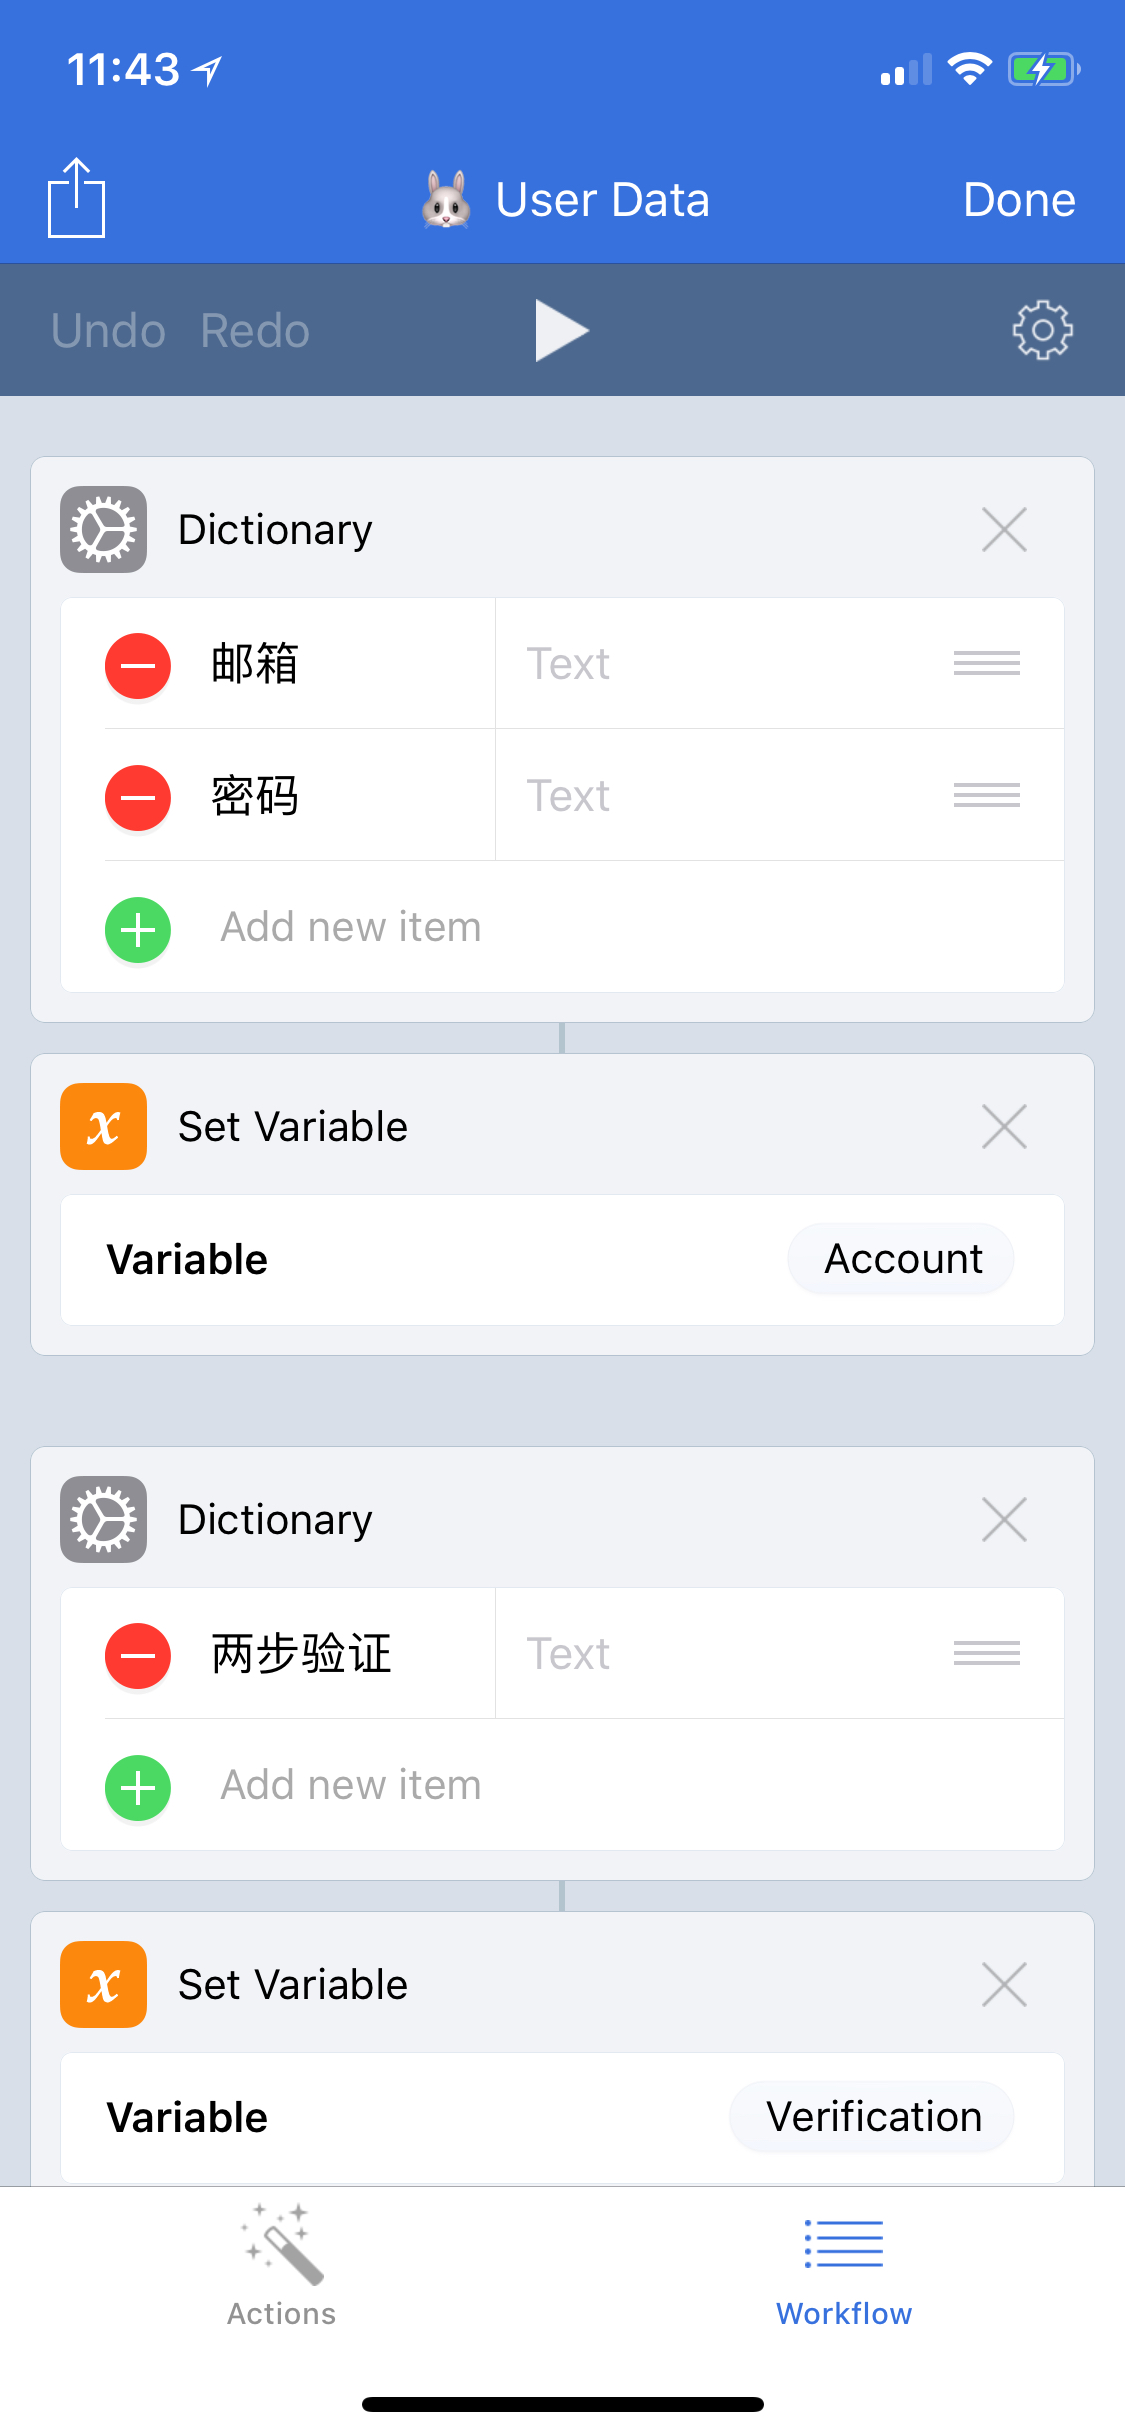 11:43
User Data
Done
Undo Redo
Dictionary
邮箱 Text
密码 Text
Add new item
Set Variable
Variable Account
Dictionary
两步验证 Text
Add new item
Set Variable
Variable Verification
Actions Workflow